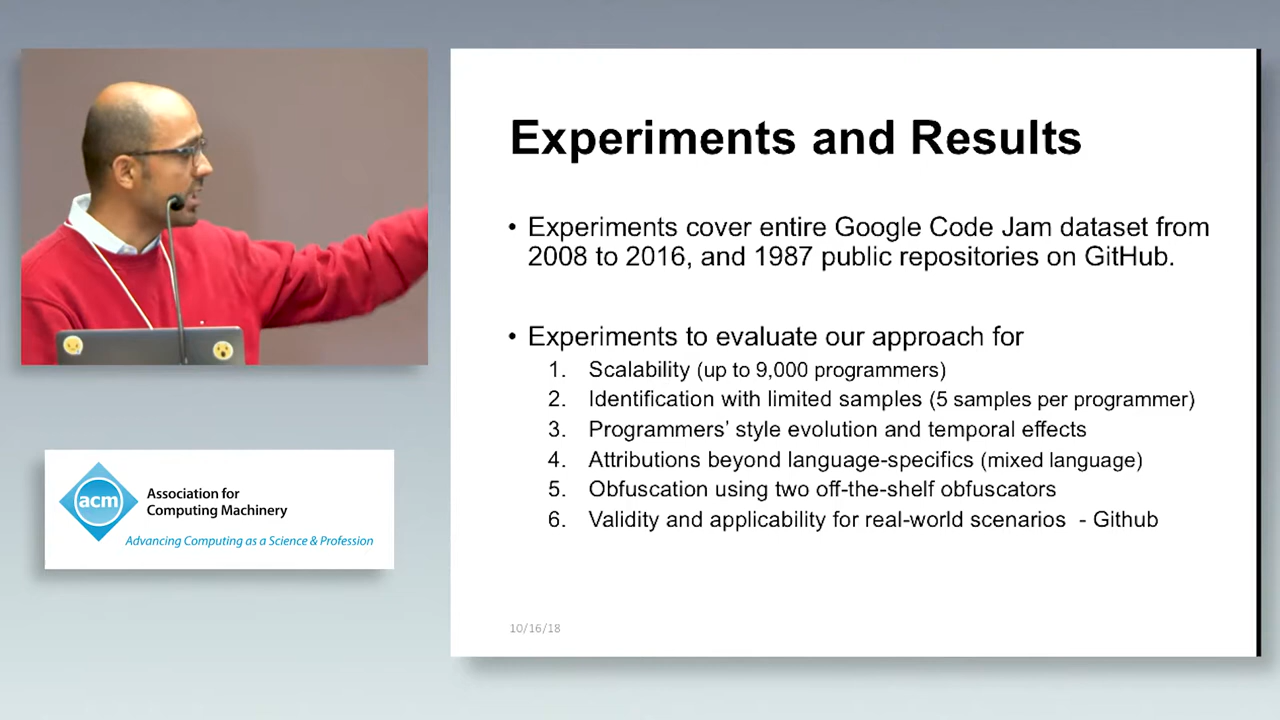 Experiments and Results
• Experiments cover entire Google Code Jam dataset from
2008 to 2016, and 1987 public repositories on GitHub.
• Experiments to evaluate our approach for
1. Scalability (up to 9,000 programmers)
2. Identification with limited samples (5 samples per programmer)
3. Programmers’ style evolution and temporal effects
4. Attributions beyond language-specifics (mixed language)
5. Obfuscation using two off-the-shelf obfuscators
6. Validity and applicability for real-world scenarios - Github
10/16/18
acm
Association for
Computing Machinery
Advancing Computing as a Science & Profession